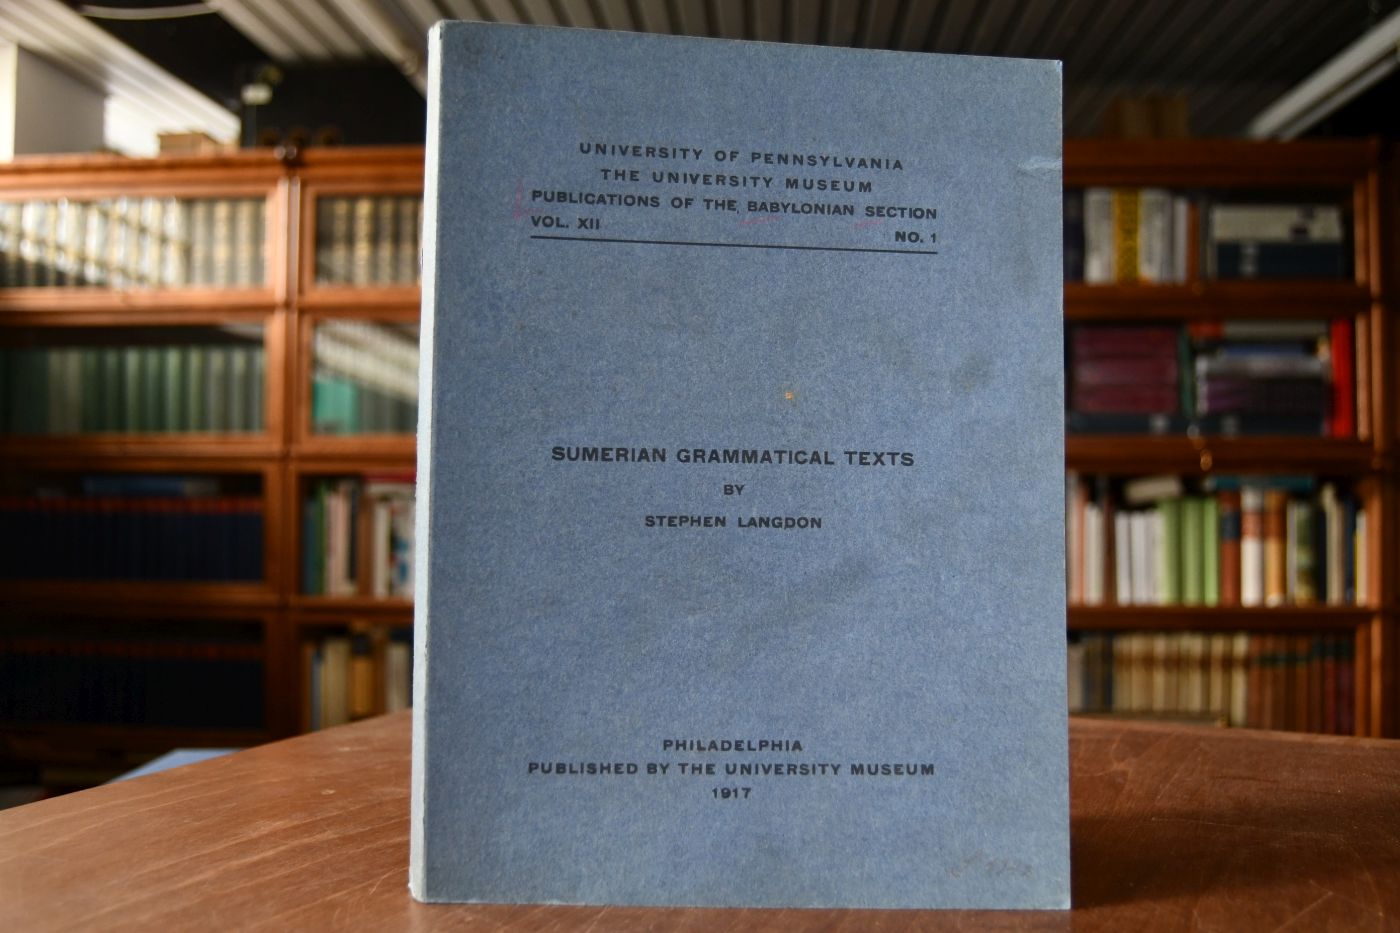 UNIVERSITY OF PENNSYLVANIA
THE UNIVERSITY MUSEUM
PUBLICATIONS OF THE BABYLONIAN SECTION
VOL. XII NO. 1
SUMERIAN GRAMMATICAL TEXTS
BY
STEPHEN LANGDON
PHILADELPHIA
PUBLISHED BY THE UNIVERSITY MUSEUM
1917